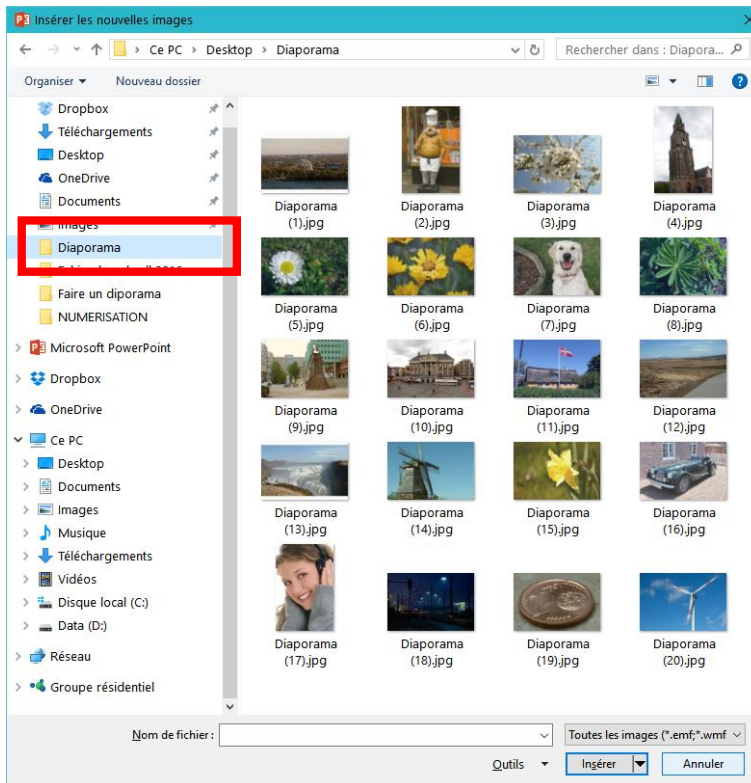 Insérer les nouvelles images
Ce PC > Desktop > Diaporama
Rechercher dans : Diapora...
Organiser
Nouveau dossier
Dropbox
Téléchargements
Desktop
OneDrive
Documents
Images
Diaporama
Faire un diporama
NUMERISATION
Microsoft PowerPoint
Dropbox
OneDrive
Ce PC
Desktop
Documents
Images
Musique
Téléchargements
Vidéos
Disque local (C:)
Data (D:)
Réseau
Groupe résidentiel
Diaporama (1).jpg
Diaporama (2).jpg
Diaporama (3).jpg
Diaporama (4).jpg
Diaporama (5).jpg
Diaporama (6).jpg
Diaporama (7).jpg
Diaporama (8).jpg
Diaporama (9).jpg
Diaporama (10).jpg
Diaporama (11).jpg
Diaporama (12).jpg
Diaporama (13).jpg
Diaporama (14).jpg
Diaporama (15).jpg
Diaporama (16).jpg
Diaporama (17).jpg
Diaporama (18).jpg
Diaporama (19).jpg
Diaporama (20).jpg
Nom de fichier :
Toutes les images (*.emf;*.wmf
Outils
Insérer
Annuler